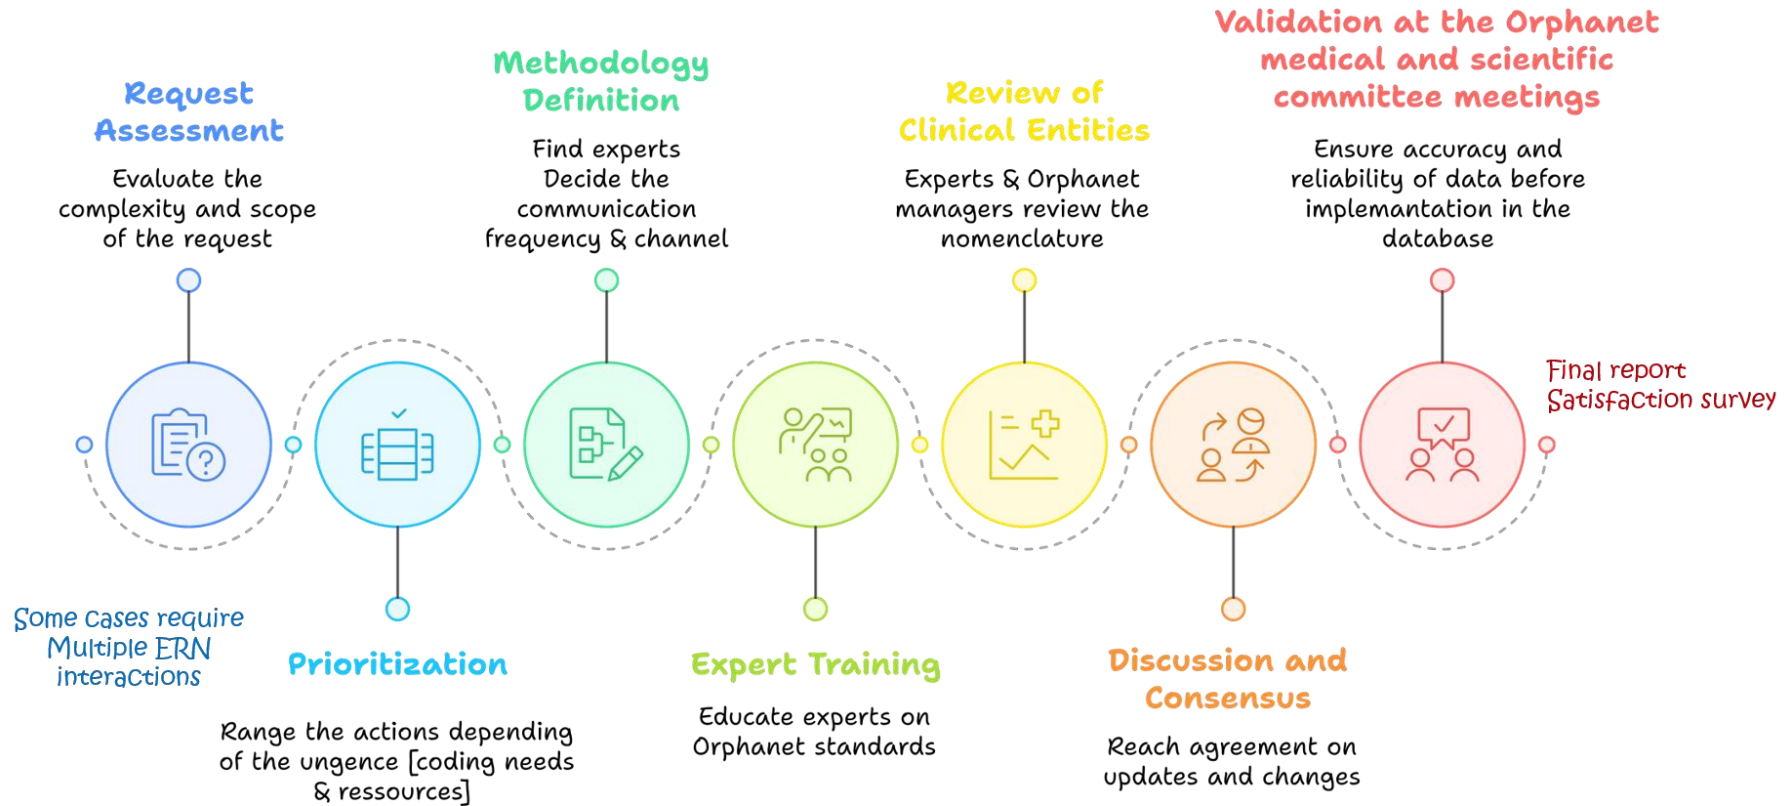 Request
Assessment
Evaluate the
complexity and scope
of the request
Methodology
Definition
Find experts
Decide the
communication
frequency & channel
Review of
Clinical Entities
Experts & Orphanet
managers review the
nomenclature
Validation at the Orphanet
medical and scientific
committee meetings
Ensure accuracy and
reliability of data before
implemantation in the
database
Final report
Satisfaction survey
Some cases require
Multiple ERN
interactions
Prioritization
Range the actions depending
of the urgence [coding needs
& ressources]
Expert Training
Educate experts on
Orphanet standards
Discussion and
Consensus
Reach agreement on
updates and changes